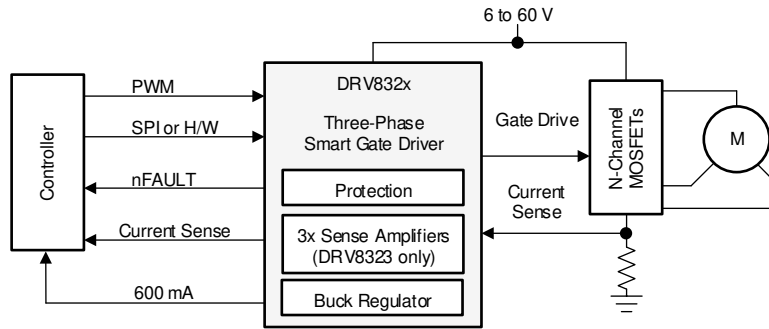 6 to 60 V
Controller
PWM
SPI or H/W
nFAULT
Current Sense
600 mA
DRV832x
Three-Phase
Smart Gate Driver
Protection
3x Sense Amplifiers
(DRV8323 only)
Buck Regulator
Gate Drive
Current
Sense
N-Channel
MOSFETs
M